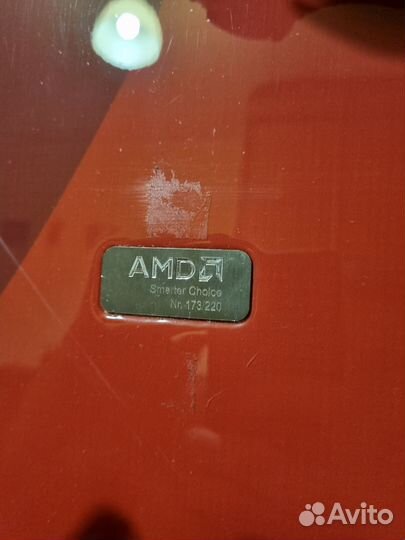 AMD
Smarter Choice
Nr. 173/220
Avito